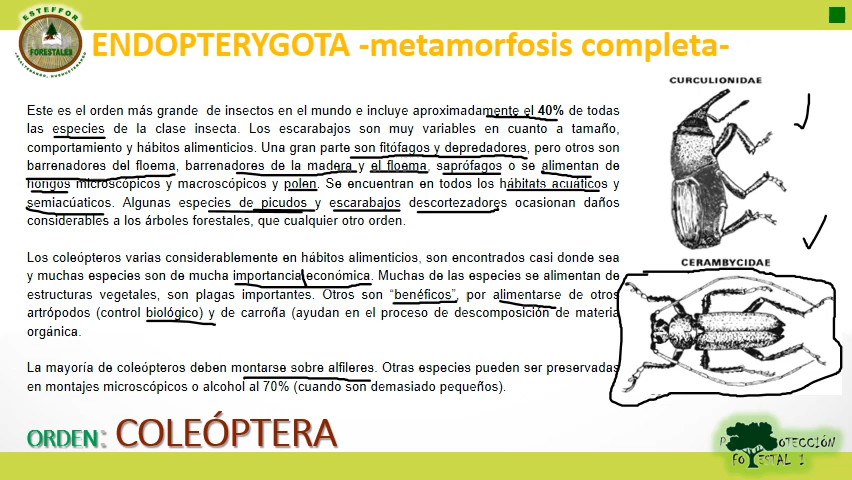 ESTEFFOR
FORESTALES
ENDOPTERYGOTA -metamorfosis completa-
CURCULIONIDAE
Este es el orden más grande de insectos en el mundo e incluye aproximadamente el 40% de todas
las especies de la clase insecta. Los escarabajos son muy variables en cuanto a tamaño,
comportamiento y hábitos alimenticios. Una gran parte son fitófagos y depredadores, pero otros son
barrenadores del floema, barrenadores de la madera y el floema, saprófagos o se alimentan de
hongos microscópicos y macroscópicos y polen. Se encuentran en todos los hábitats acuáticos y
semiacúaticos. Algunas especies de picudos y escarabajos descortezadores ocasionan daños
considerables a los árboles forestales, que cualquier otro orden.
CERAMBYCIDAE
Los coleópteros varias considerablemente en hábitos alimenticios, son encontrados casi donde sea
y muchas especies son de mucha importancia económica. Muchas de las especies se alimentan de
estructuras vegetales, son plagas importantes. Otros son “benéficos”, por alimentarse de otros
artrópodos (control biológico) y de carroña (ayudan en el proceso de descomposición de materia
orgánica.
La mayoría de coleópteros deben montarse sobre alfileres. Otras especies pueden ser preservadas
en montajes microscópicos o alcohol al 70% (cuando son demasiado pequeños).
ORDEN: COLEÓPTERA
P OTECCIÓN
FO ESTAL 1